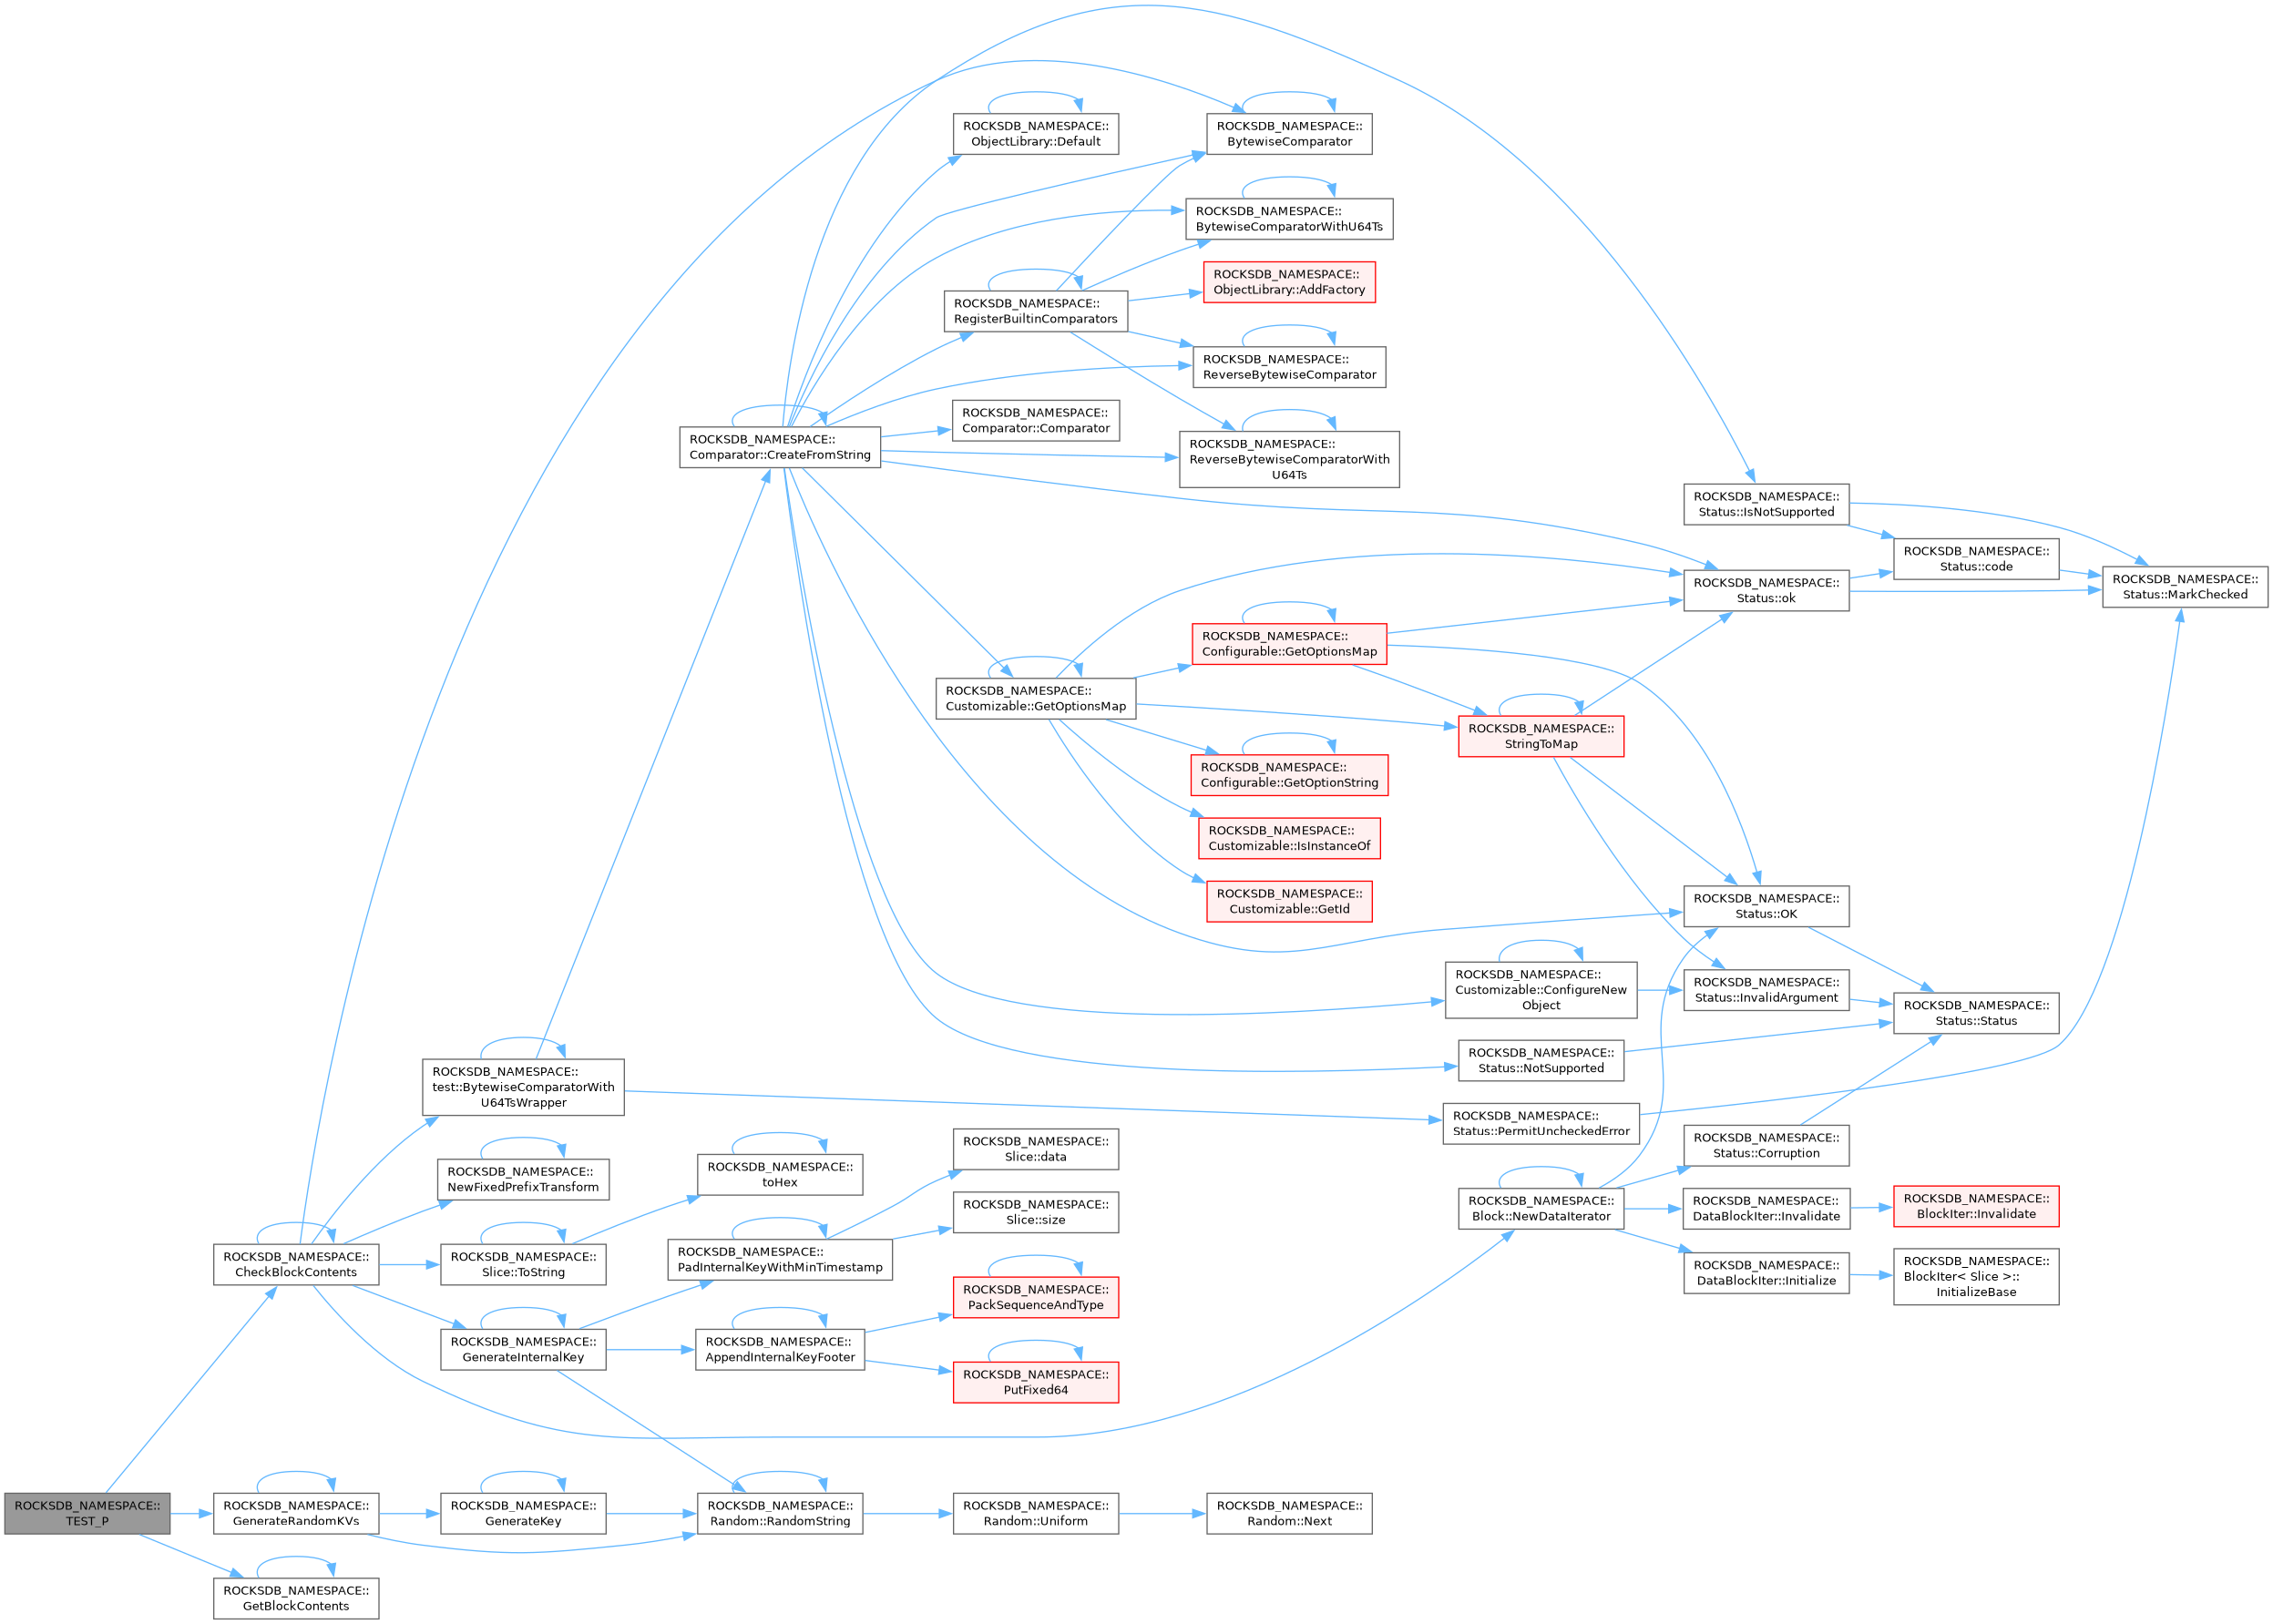 ROCKSDB_NAMESPACE::
ObjectLibrary::Default
ROCKSDB_NAMESPACE::
BytewiseComparator
ROCKSDB_NAMESPACE::
BytewiseComparatorWithU64Ts
ROCKSDB_NAMESPACE::
ObjectLibrary::AddFactory
ROCKSDB_NAMESPACE::
RegisterBuiltinComparators
ROCKSDB_NAMESPACE::
ReverseBytewiseComparator
ROCKSDB_NAMESPACE::
Comparator::Comparator
ROCKSDB_NAMESPACE::
Comparator::CreateFromString
ROCKSDB_NAMESPACE::
ReverseBytewiseComparatorWith
U64Ts
ROCKSDB_NAMESPACE::
Status::IsNotSupported
ROCKSDB_NAMESPACE::
Status::code
ROCKSDB_NAMESPACE::
Status::MarkChecked
ROCKSDB_NAMESPACE::
Status::ok
ROCKSDB_NAMESPACE::
Configurable::GetOptionsMap
ROCKSDB_NAMESPACE::
Customizable::GetOptionsMap
ROCKSDB_NAMESPACE::
StringToMap
ROCKSDB_NAMESPACE::
Configurable::GetOptionString
ROCKSDB_NAMESPACE::
Customizable::IsInstanceOf
ROCKSDB_NAMESPACE::
Customizable::GetId
ROCKSDB_NAMESPACE::
Status::OK
ROCKSDB_NAMESPACE::
Customizable::ConfigureNew
Object
ROCKSDB_NAMESPACE::
Status::InvalidArgument
ROCKSDB_NAMESPACE::
Status::Status
ROCKSDB_NAMESPACE::
Status::NotSupported
ROCKSDB_NAMESPACE::
test::BytewiseComparatorWith
U64TsWrapper
ROCKSDB_NAMESPACE::
Status::PermitUncheckedError
ROCKSDB_NAMESPACE::
Status::Corruption
ROCKSDB_NAMESPACE::
Slice::data
ROCKSDB_NAMESPACE::
toHex
ROCKSDB_NAMESPACE::
NewFixedPrefixTransform
ROCKSDB_NAMESPACE::
Slice::size
ROCKSDB_NAMESPACE::
Block::NewDataIterator
ROCKSDB_NAMESPACE::
DataBlockIter::Invalidate
ROCKSDB_NAMESPACE::
BlockIter::Invalidate
ROCKSDB_NAMESPACE::
CheckBlockContents
ROCKSDB_NAMESPACE::
Slice::ToString
ROCKSDB_NAMESPACE::
PadInternalKeyWithMinTimestamp
ROCKSDB_NAMESPACE::
DataBlockIter::Initialize
ROCKSDB_NAMESPACE::
BlockIter< Slice >::
InitializeBase
ROCKSDB_NAMESPACE::
PackSequenceAndType
ROCKSDB_NAMESPACE::
GenerateInternalKey
ROCKSDB_NAMESPACE::
AppendInternalKeyFooter
ROCKSDB_NAMESPACE::
PutFixed64
ROCKSDB_NAMESPACE::
TEST_P
ROCKSDB_NAMESPACE::
GenerateRandomKVs
ROCKSDB_NAMESPACE::
GenerateKey
ROCKSDB_NAMESPACE::
Random::RandomString
ROCKSDB_NAMESPACE::
Random::Uniform
ROCKSDB_NAMESPACE::
Random::Next
ROCKSDB_NAMESPACE::
GetBlockContents